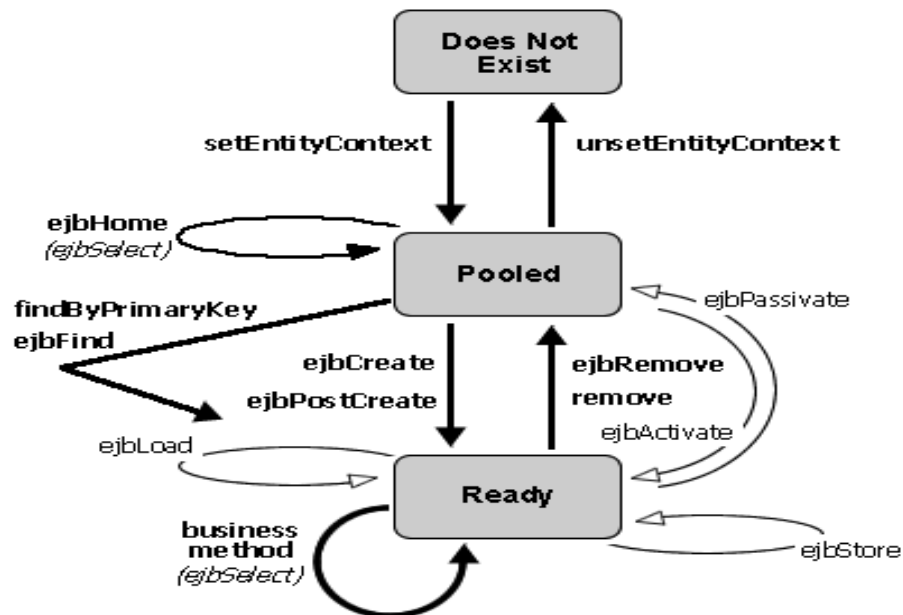 Does Not
Exist
setEntityContext
unsetEntityContext
ejbHome
(ejbSelect)
Pooled
ejbPassivate
findByPrimaryKey
ejbFind
ejbCreate
ejbPostCreate
ejbRemove
remove
ejbActivate
ejbLoad
Ready
business
method
(ejbSelect)
ejbStore